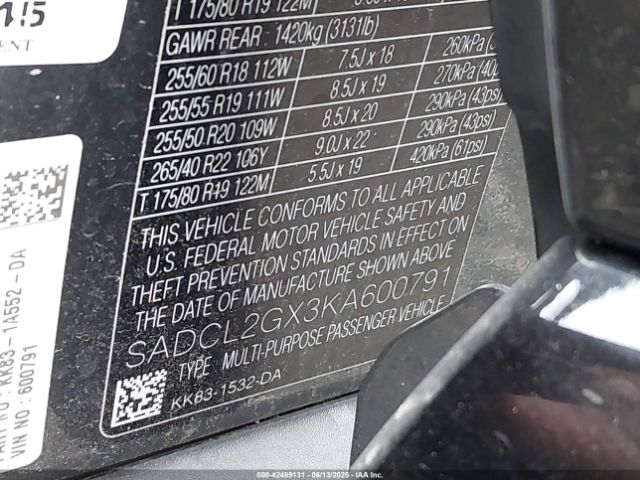 415
ENT
T 175/80 R19 122M
GAWR REAR : 1420kg (3131lb)
255/60 R18 112W 7.5J x 18 260kPa
255/55 R19 111W 8.5J x 19 270kPa (40p
255/50 R20 109W 8.5J x 20 290kPa (43psi)
265/40 R22 106Y 9.0J x 22 290kPa (43psi)
T 175/80 R19 122M 5.5J x 19 420kPa (61psi)
THIS VEHICLE CONFORMS TO ALL APPLICABLE
U.S. FEDERAL MOTOR VEHICLE SAFETY AND
THEFT PREVENTION STANDARDS IN EFFECT ON
THE DATE OF MANUFACTURE SHOWN ABOVE
SADCL2GX3KA600791
TYPE MULTI-PURPOSE PASSENGER VEHICLE
KK83-1532-DA
: KK83-1A552-DA
VIN NO : 600791
000-42489131 - 06/13/2025 - IAAI.com